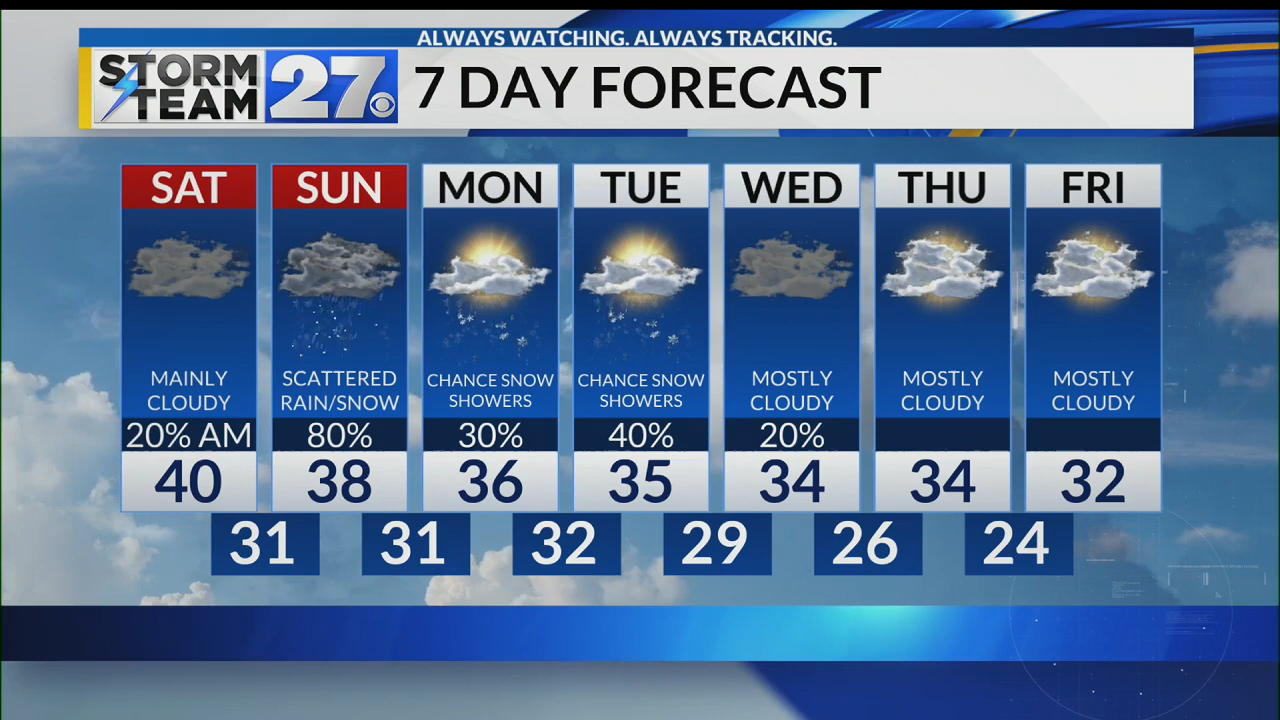 ALWAYS WATCHING. ALWAYS TRACKING.
STORM
TEAM
27
7 DAY FORECAST
SAT
SUN
MON
TUE
WED
THU
FRI
MAINLY
CLOUDY
SCATTERED
RAIN/SNOW
CHANCE SNOW
SHOWERS
CHANCE SNOW
SHOWERS
MOSTLY
CLOUDY
MOSTLY
CLOUDY
MOSTLY
CLOUDY
20% AM
80%
30%
40%
20%
40
38
36
35
34
34
32
31
31
32
29
26
24